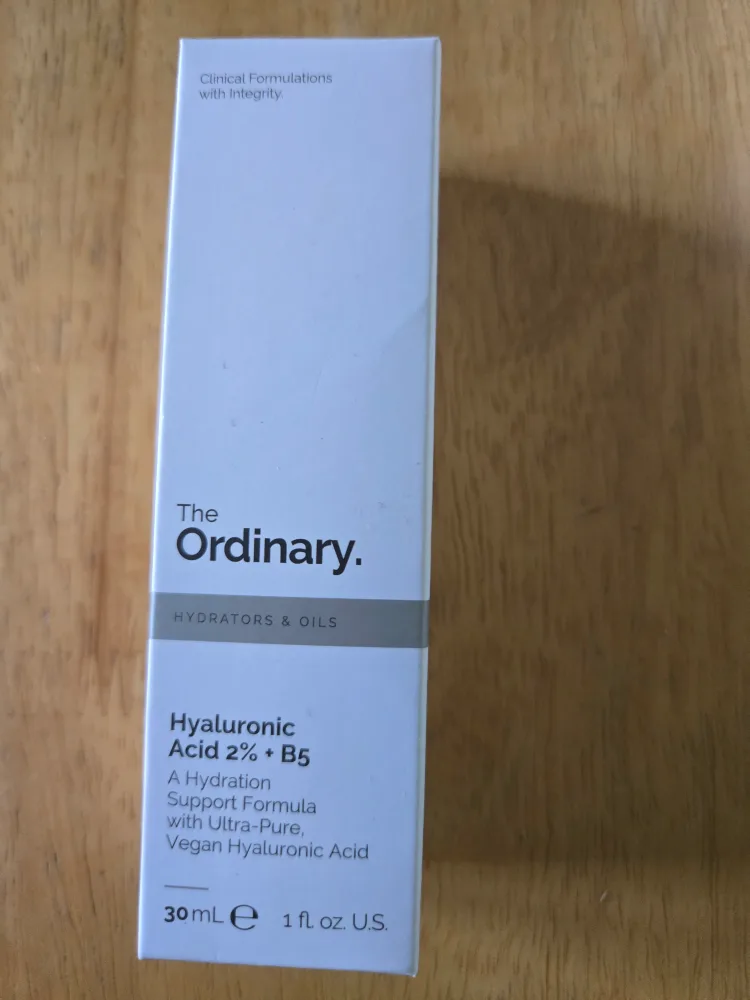 Clinical Formulations
with Integrity.
The
Ordinary.
HYDRATORS & OILS
Hyaluronic
Acid 2% + B5
A Hydration
Support Formula
with Ultra-Pure,
Vegan Hyaluronic Acid
30 mL ℮ 1 fl. oz. U.S.